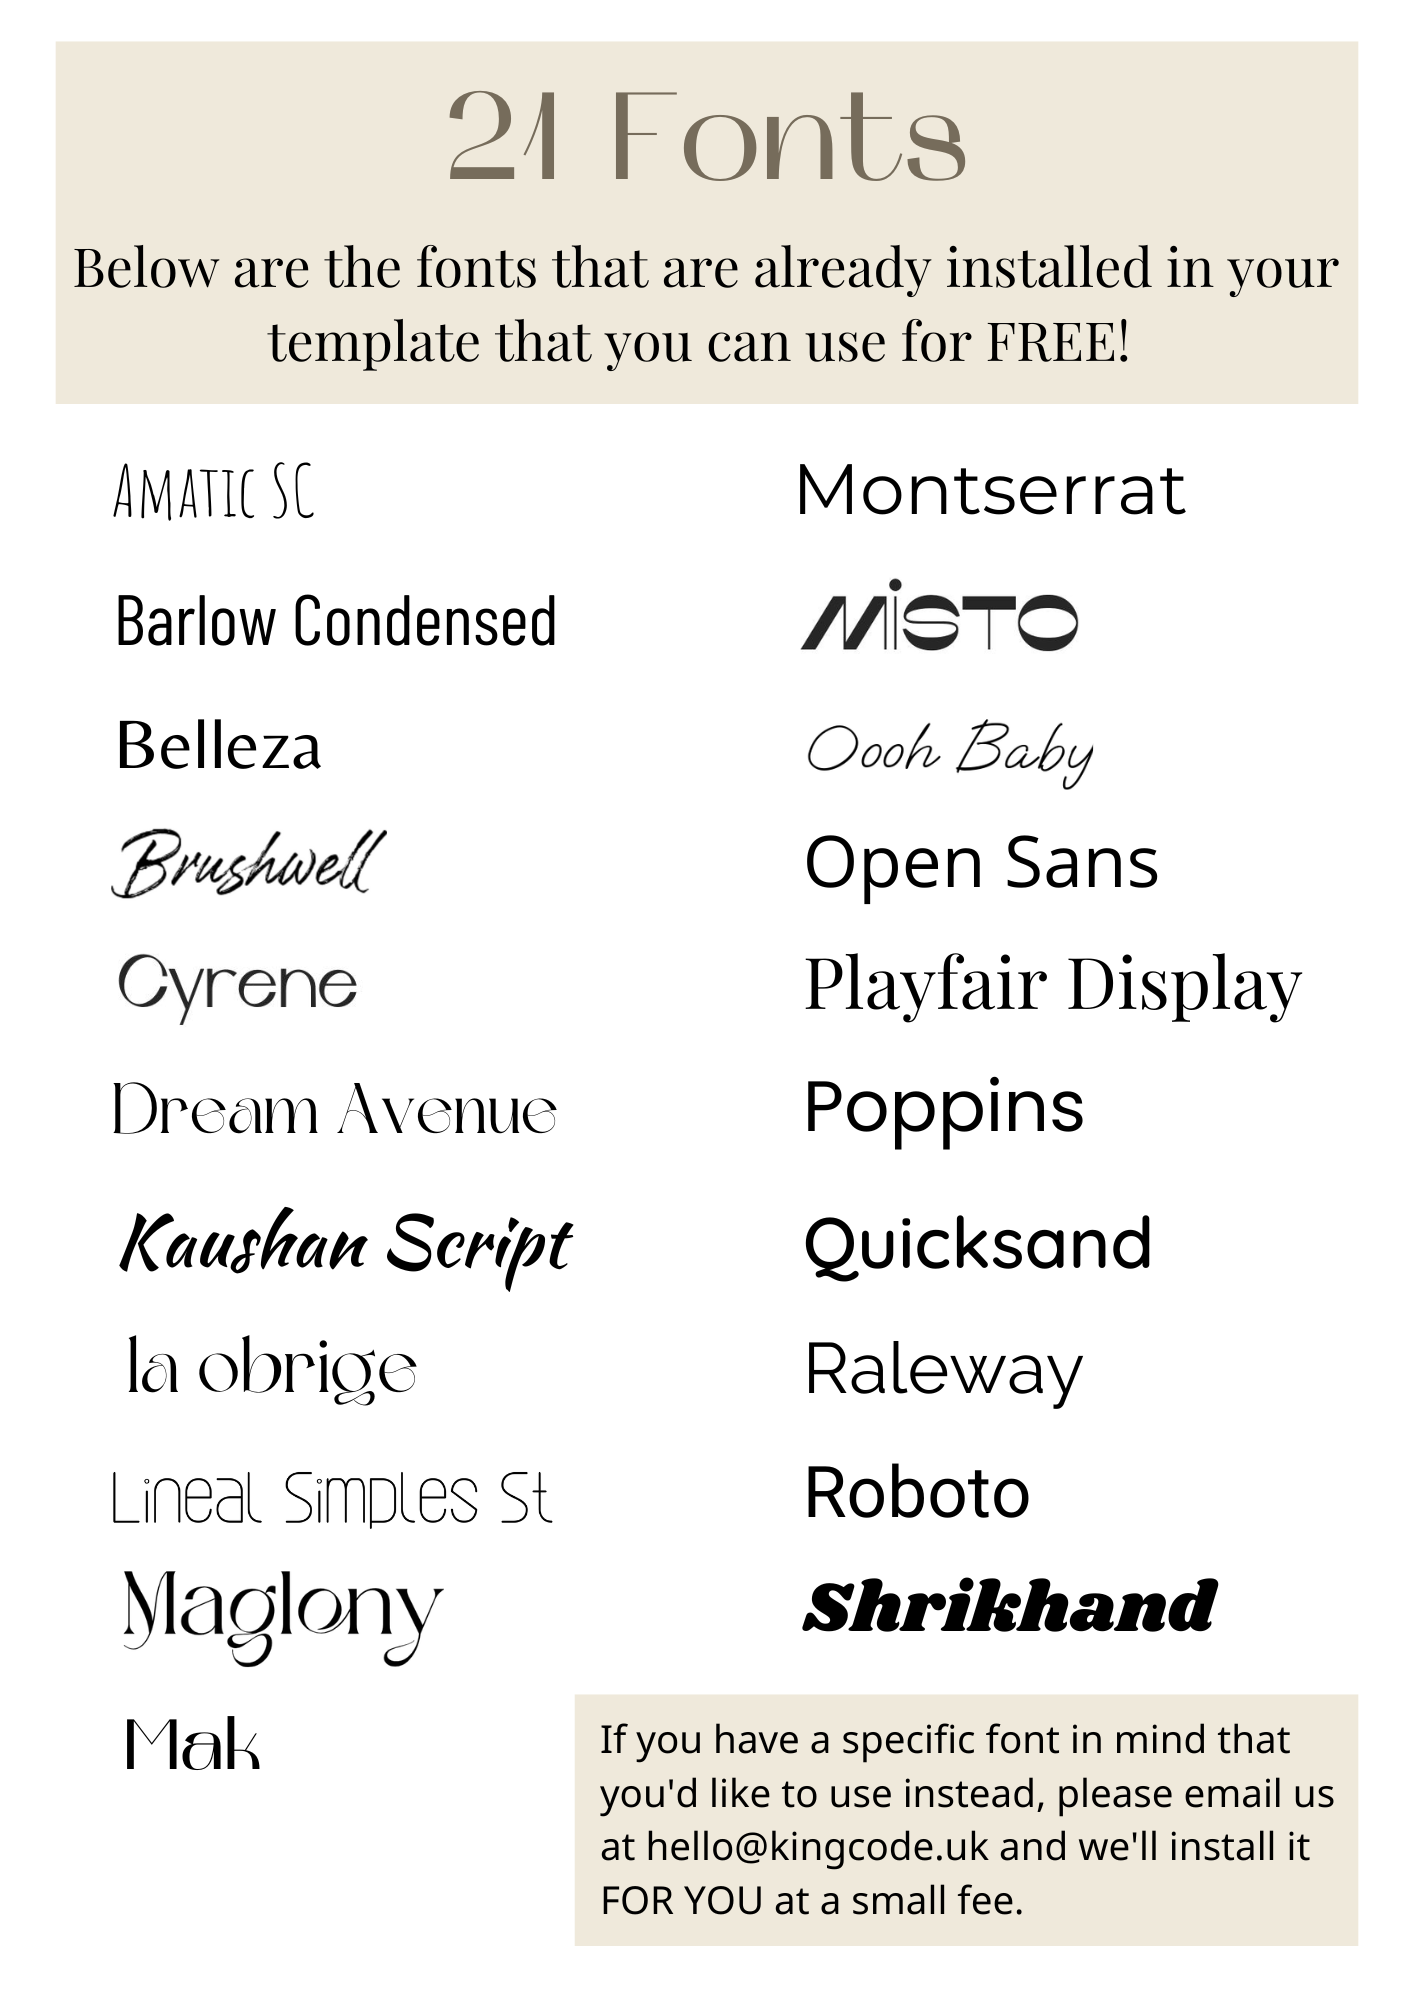 21 Fonts
Below are the fonts that are already installed in your
template that you can use for FREE!
Amatic SC
Barlow Condensed
Belleza
Brushwell
Cyrene
Dream Avenue
Kaushan Script
la obrige
Lineal Simples St
Maglony
Mak
Montserrat
MiSTO
Oooh Baby
Open Sans
Playfair Display
Poppins
Quicksand
Raleway
Roboto
Shrikhand
If you have a specific font in mind that
you'd like to use instead, please email us
at hello@kingcode.uk and we'll install it
FOR YOU at a small fee.